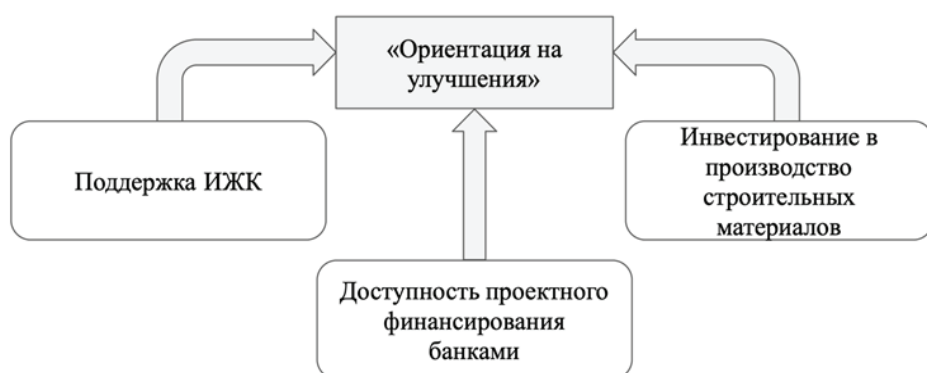 «Ориентация на
улучшения»
Поддержка ИЖК
Инвестирование в
производство
строительных
материалов
Доступность проектного
финансирования
банками